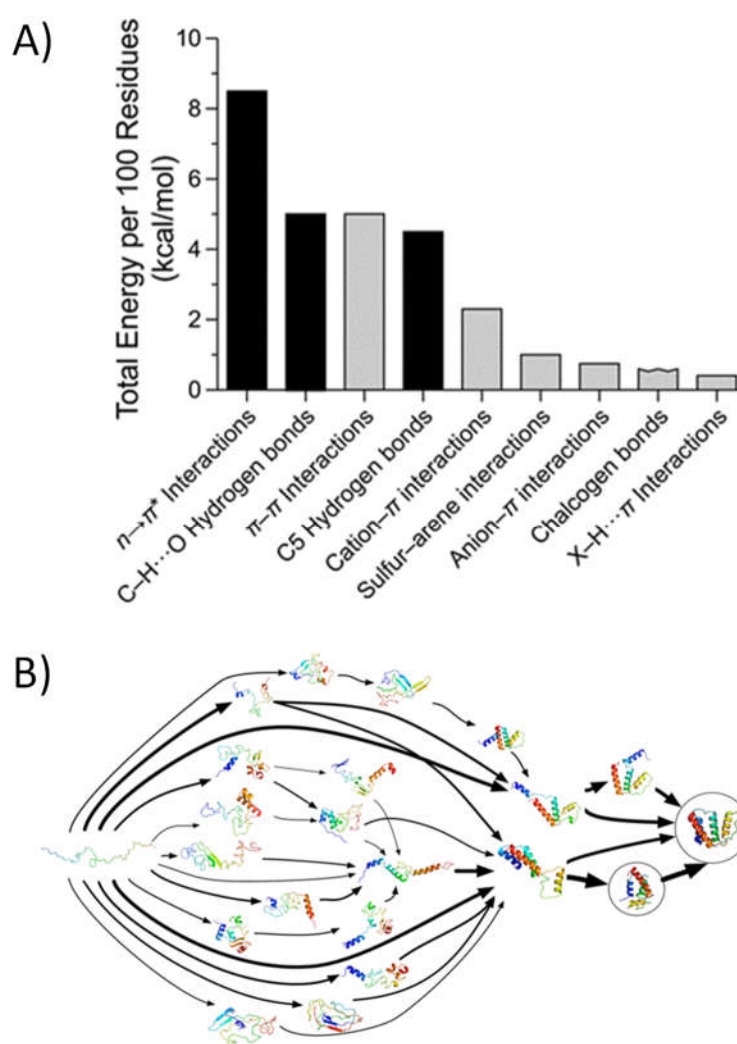 A)
Total Energy per 100 Residues
(kcal/mol)
10
8
6
4
2
0
n→π* Interactions
C–H···O Hydrogen bonds
π–π Interactions
C5 Hydrogen bonds
Cation–π interactions
Sulfur–arene interactions
Anion–π interactions
Chalcogen bonds
X–H···π Interactions
B)